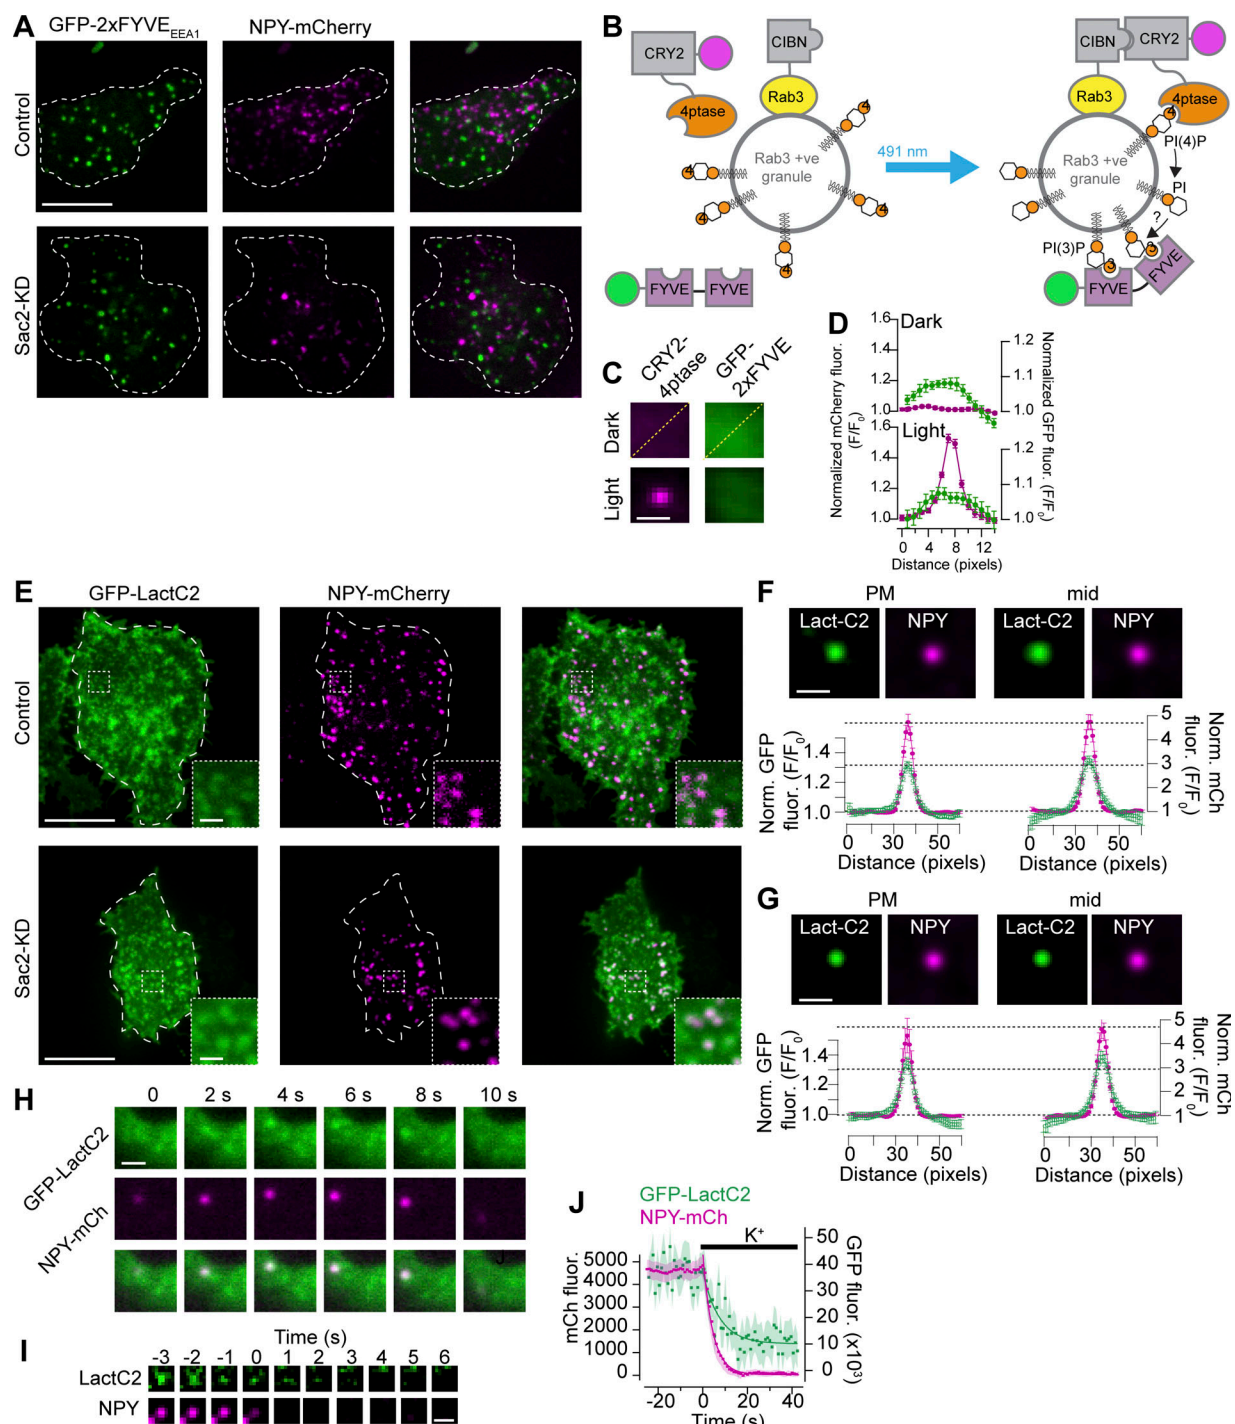 A
GFP-2xFYVE EEA1
NPY-mCherry
Control
Sac2-KD
B
CRY2
CIBN
4ptase
Rab3
4
4
4
4
4
Rab3 +ve
granule
FYVE
FYVE
491 nm
CIBN
CRY2
Rab3
4ptase
4
PI(4)P
Rab3 +ve
granule
PI
?
PI(3)P
3
3
FYVE
FYVE
C
CRY2-
4ptase
GFP-
2xFYVE
Dark
Light
D
Normalized mCherry fluor.
(F/F0)
Normalized GFP fluor. (F/F0)
1.6
Dark
1.4
1.2
1.0
1.2
1.1
1.0
1.6
Light
1.4
1.2
1.0
1.2
1.1
1.0
0 4 8 12
Distance (pixels)
E
GFP-LactC2
NPY-mCherry
Control
Sac2-KD
F
PM
mid
Lact-C2
NPY
Lact-C2
NPY
Norm. GFP
fluor. (F/F0)
1.4
1.2
1.0
5
4
3
2
1
Norm. mCh
fluor. (F/F0)
0 30 50
0 30 50
Distance (pixels)
Distance (pixels)
G
PM
mid
Lact-C2
NPY
Lact-C2
NPY
Norm. GFP
fluor. (F/F0)
1.4
1.2
1.0
5
4
3
2
1
Norm. mCh
fluor. (F/F0)
0 30 50
0 30 50
Distance (pixels)
Distance (pixels)
H
0 2 s 4 s 6 s 8 s 10 s
GFP-LactC2
NPY-mCh
I
Time (s)
-3 -2 -1 0 1 2 3 4 5 6
LactC2
NPY
J
GFP-LactC2
NPY-mCh
K+
mCh fluor.
5000
4000
3000
2000
1000
0
50
40
30
20
10
0
GFP fluor. (x10³)
-20 0 20 40
Time (s)